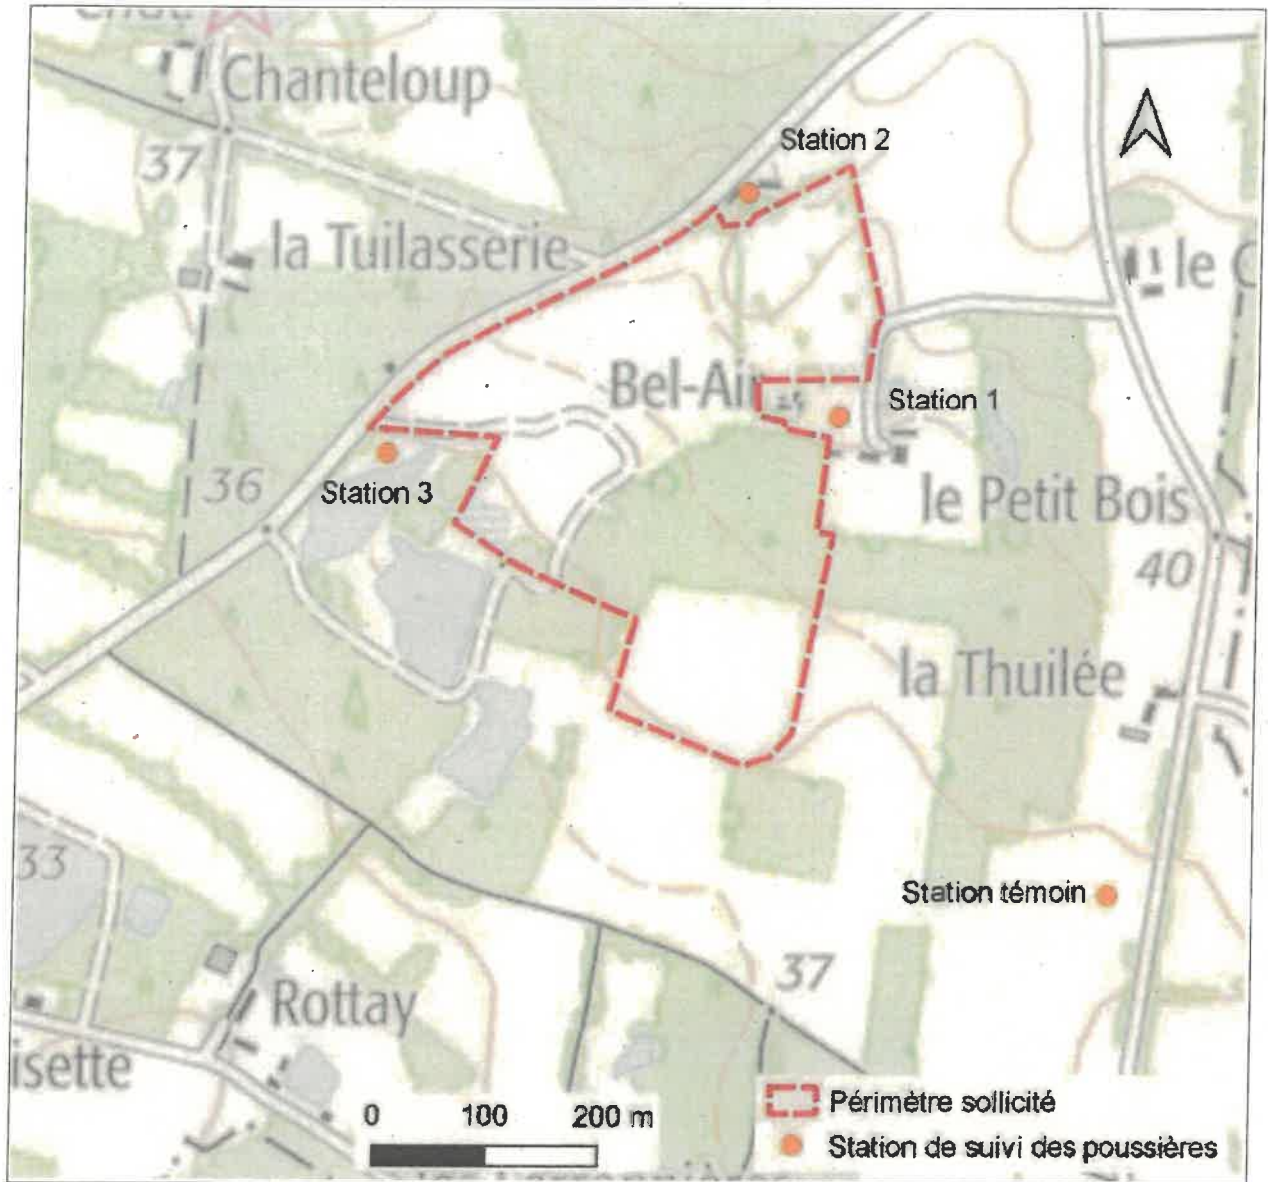 Chanteloup
Station 2
37
la Tuilasserie
le
Bel-Air
Station 1
36
Station 3
le Petit Bois
40
la Thuilée
33
Station témoin
37
Rottay
isette
0 100 200 m
Périmètre sollicité
Station de suivi des poussières